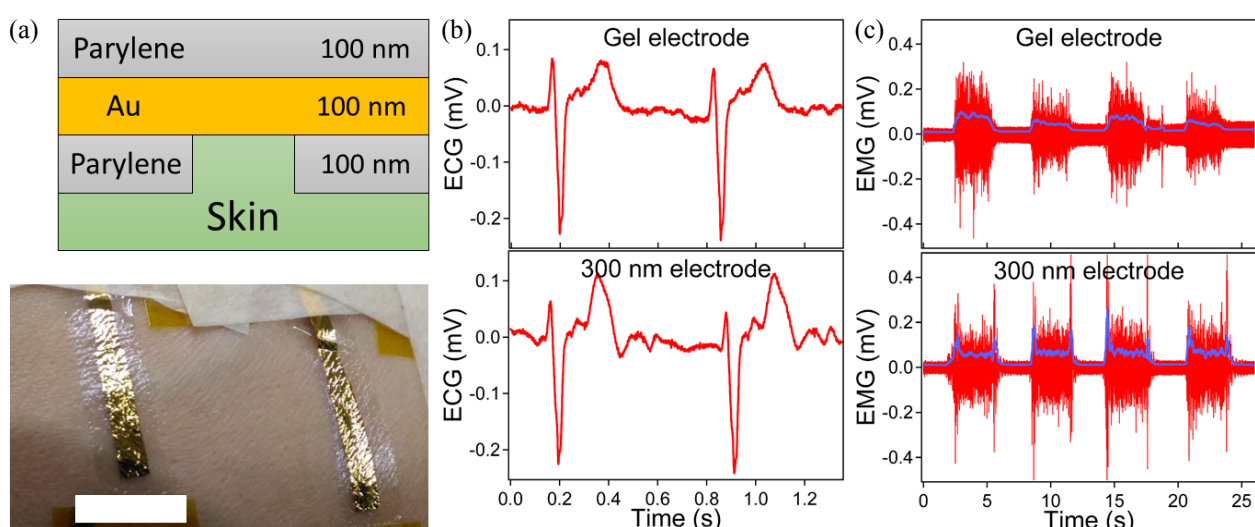 (a)
Parylene 100 nm
Au 100 nm
Parylene 100 nm
Skin
(b)
Gel electrode
ECG (mV)
0.1
0.0
-0.1
-0.2
300 nm electrode
ECG (mV)
0.1
0.0
-0.1
-0.2
0.0 0.2 0.4 0.6 0.8 1.0 1.2
Time (s)
(c)
Gel electrode
EMG (mV)
0.4
0.2
0.0
-0.2
-0.4
300 nm electrode
EMG (mV)
0.4
0.2
0.0
-0.2
-0.4
0 5 10 15 20 25
Time (s)